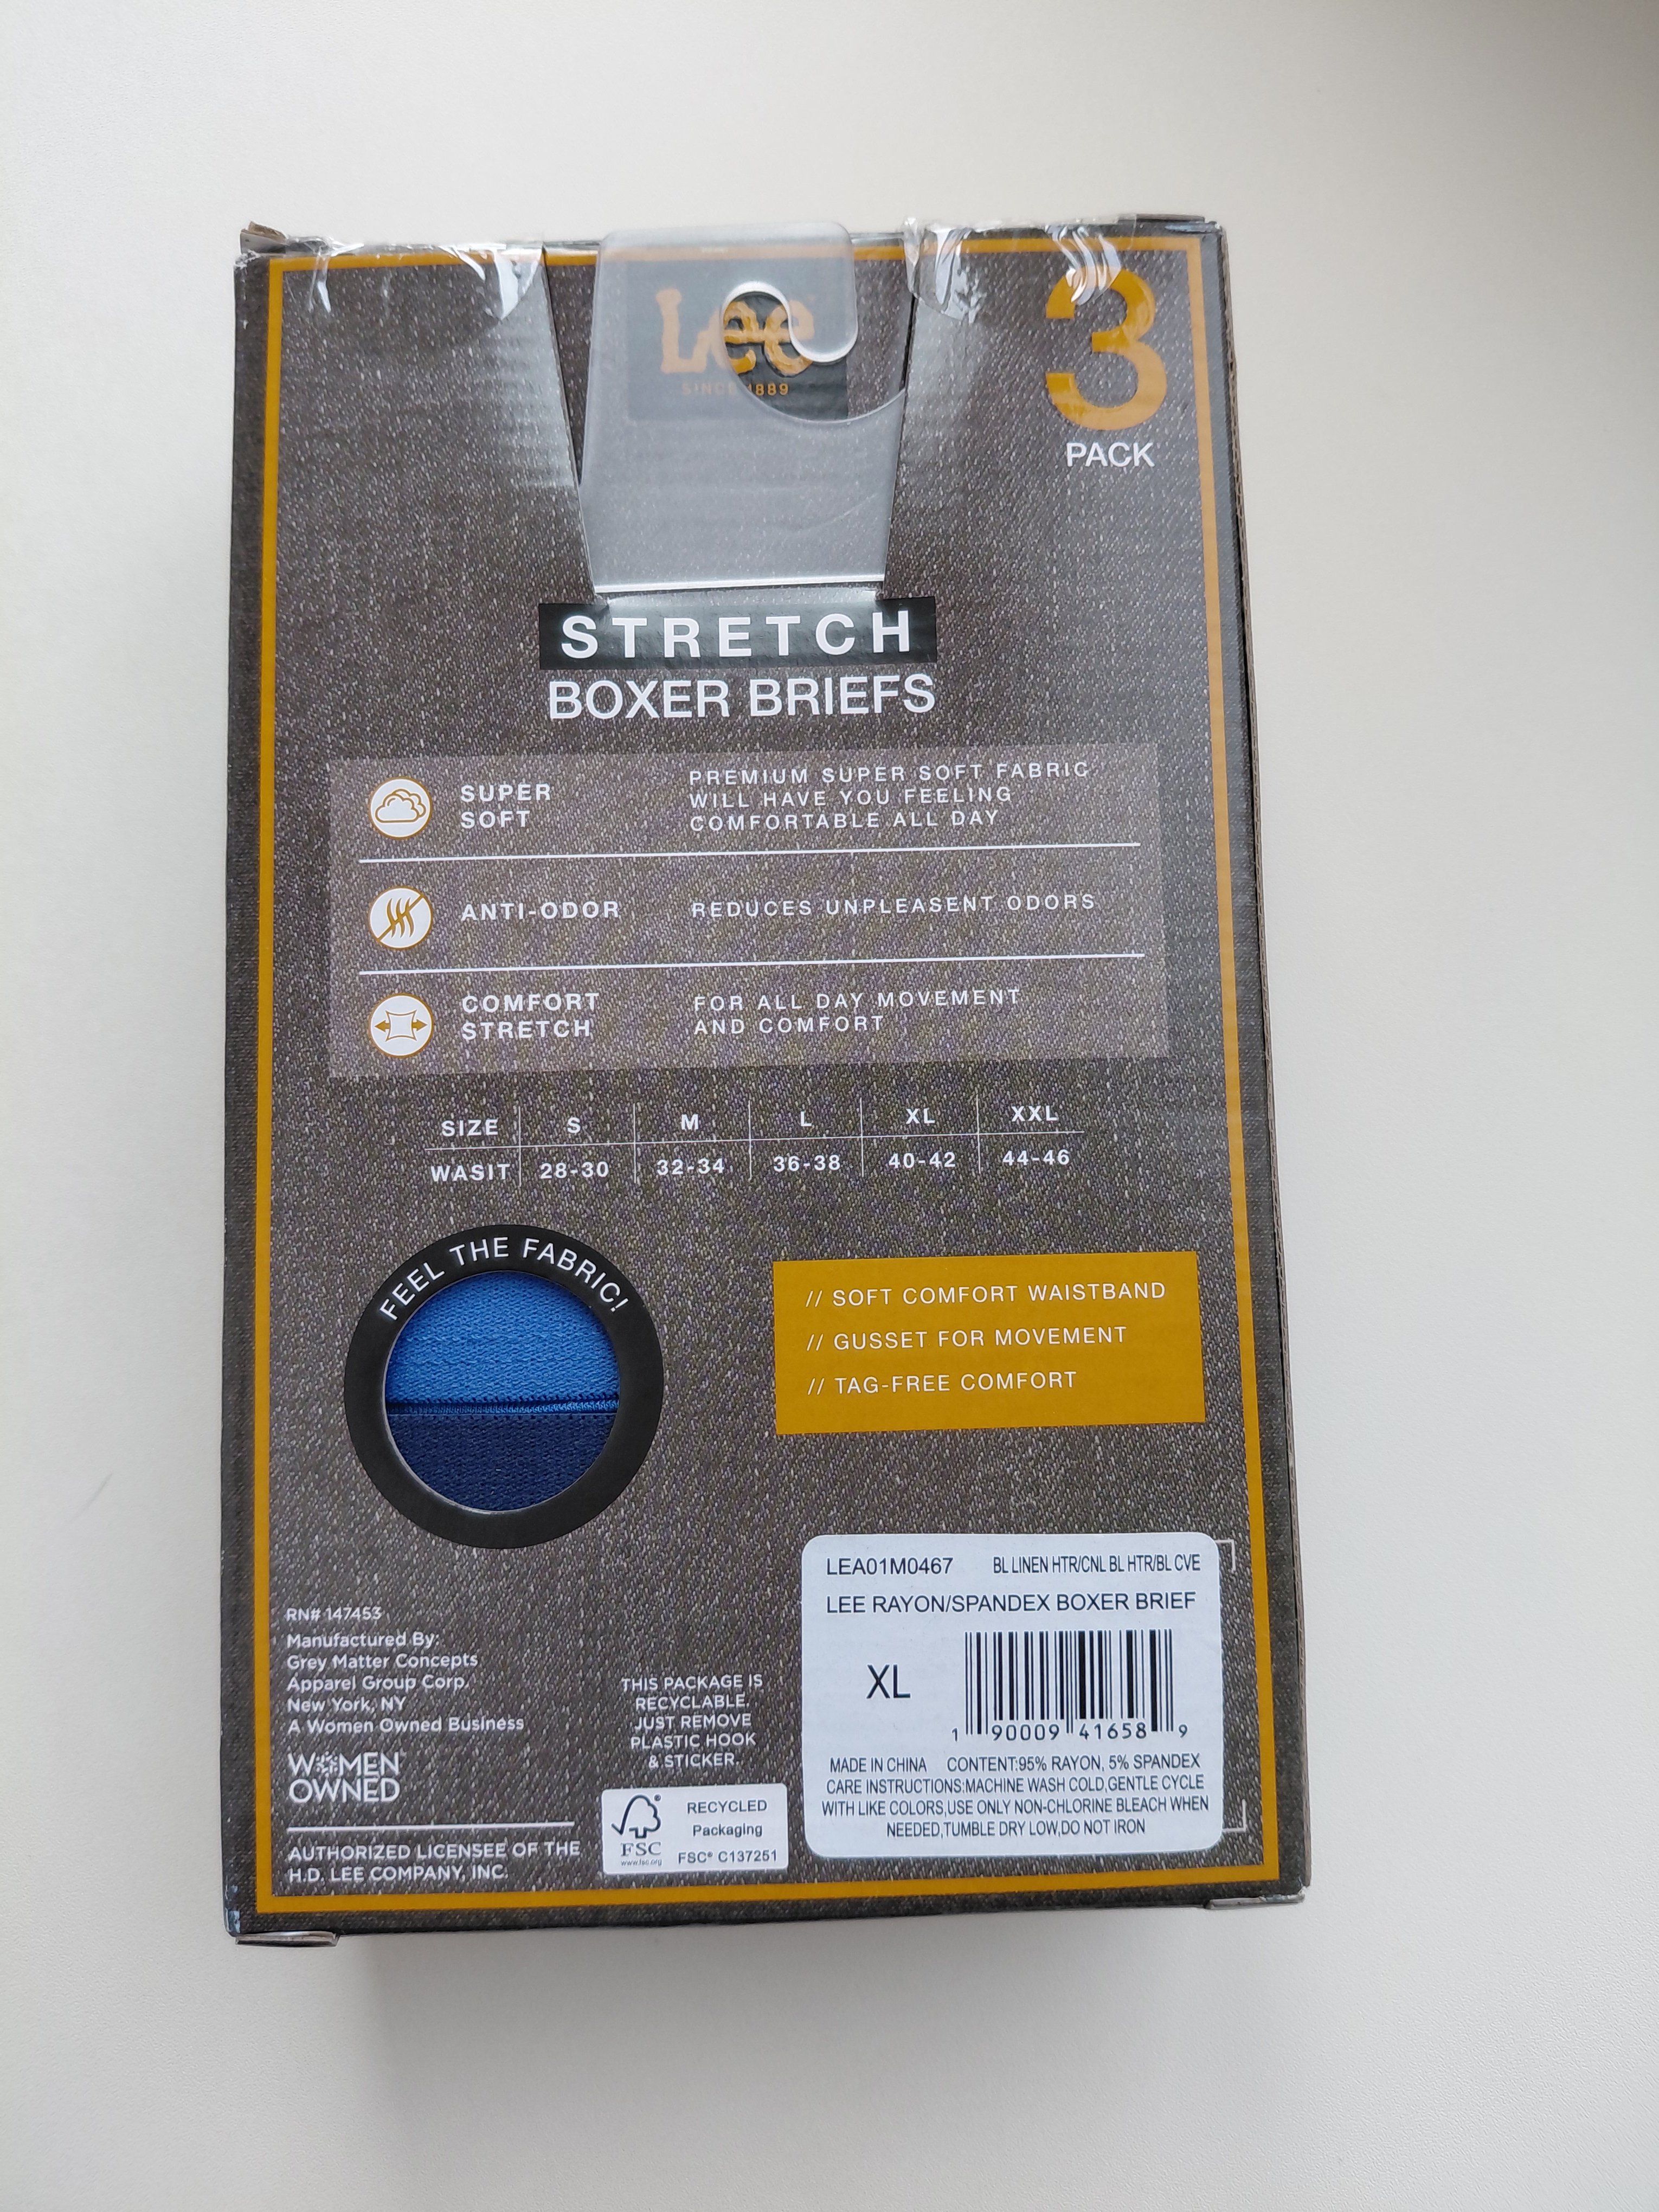 Lee
SINCE 1889
3
PACK
STRETCH
BOXER BRIEFS
SUPER
SOFT
PREMIUM SUPER SOFT FABRIC
WILL HAVE YOU FEELING
COMFORTABLE ALL DAY
ANTI-ODOR
REDUCES UNPLEASENT ODORS
COMFORT
STRETCH
FOR ALL DAY MOVEMENT
AND COMFORT
SIZE S M L XL XXL
WASIT 28-30 32-34 36-38 40-42 44-46
FEEL THE FABRIC!
// SOFT COMFORT WAISTBAND
// GUSSET FOR MOVEMENT
// TAG-FREE COMFORT
RN# 147453
Manufactured By:
Grey Matter Concepts
Apparel Group Corp.
New York, NY
A Women Owned Business
WOMEN
OWNED
AUTHORIZED LICENSEE OF THE
H.D. LEE COMPANY, INC.
THIS PACKAGE IS
RECYCLABLE.
JUST REMOVE
PLASTIC HOOK
& STICKER
FSC
www.fsc.org
RECYCLED
Packaging
FSC® C137251
LEA01M0467 BL LINEN HTR/CNL BL HTR/BL CVE
LEE RAYON/SPANDEX BOXER BRIEF
XL
1 90009 41658 9
MADE IN CHINA CONTENT:95% RAYON, 5% SPANDEX
CARE INSTRUCTIONS:MACHINE WASH COLD,GENTLE CYCLE
WITH LIKE COLORS,USE ONLY NON-CHLORINE BLEACH WHEN
NEEDED,TUMBLE DRY LOW,DO NOT IRON